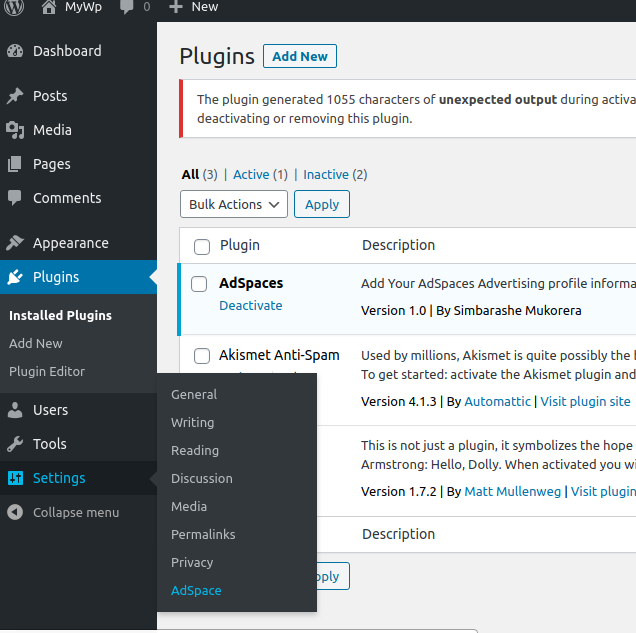 MyWp 0 New
Dashboard
Posts
Media
Pages
Comments
Appearance
Plugins
Installed Plugins
Add New
Plugin Editor
Users
Tools
Settings
Collapse menu
General
Writing
Reading
Discussion
Media
Permalinks
Privacy
AdSpace
Plugins Add New
The plugin generated 1055 characters of unexpected output during activa
deactivating or removing this plugin.
All (3) | Active (1) | Inactive (2)
Bulk Actions Apply
Plugin Description
AdSpaces Add Your AdSpaces Advertising profile informa
Deactivate Version 1.0 | By Simbarashe Mukorera
Akismet Anti-Spam Used by millions, Akismet is quite possibly the
To get started: activate the Akismet plugin and
Version 4.1.3 | By Automattic | Visit plugin site
This is not just a plugin, it symbolizes the hope
Armstrong: Hello, Dolly. When activated you wi
Version 1.7.2 | By Matt Mullenweg | Visit plugin
Description
pply